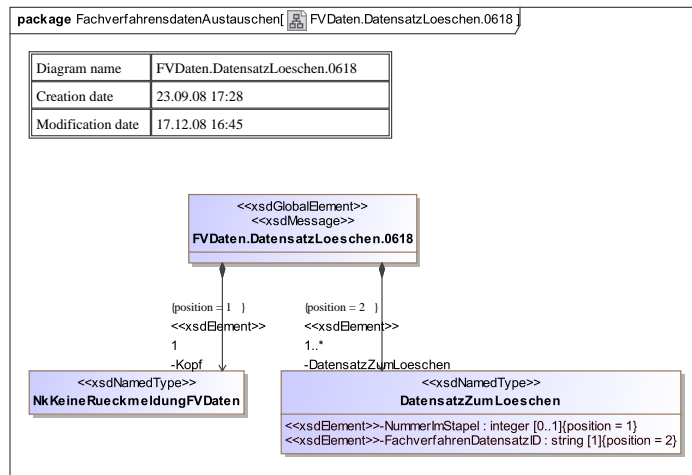 package FachverfahrensdatenAustauschen[ FVDaten.DatensatzLoeschen.0618 ]
Diagram name FVDaten.DatensatzLoeschen.0618
Creation date 23.09.08 17:28
Modification date 17.12.08 16:45
<<xsdGlobalElement>>
<<xsdMessage>>
FVDaten.DatensatzLoeschen.0618
{position = 1 } {position = 2 }
<<xsdElement>> <<xsdElement>>
1 1..*
-Kopf -DatensatzZumLoeschen
<<xsdNamedType>>
NkKeineRueckmeldungFVDaten
<<xsdNamedType>>
DatensatzZumLoeschen
<<xsdElement>>-NummerImStapel : integer [0..1]{position = 1}
<<xsdElement>>-FachverfahrenDatensatzID : string [1]{position = 2}